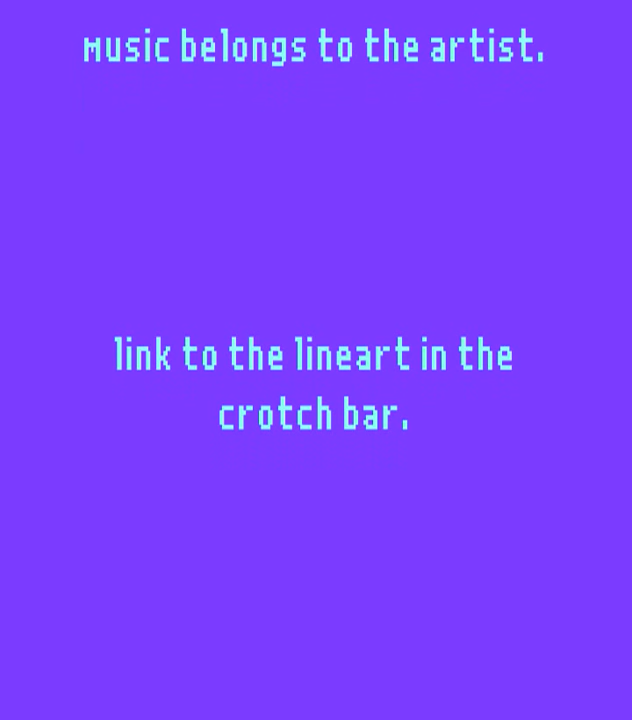 Music belongs to the artist.
link to the lineart in the
crotch bar.